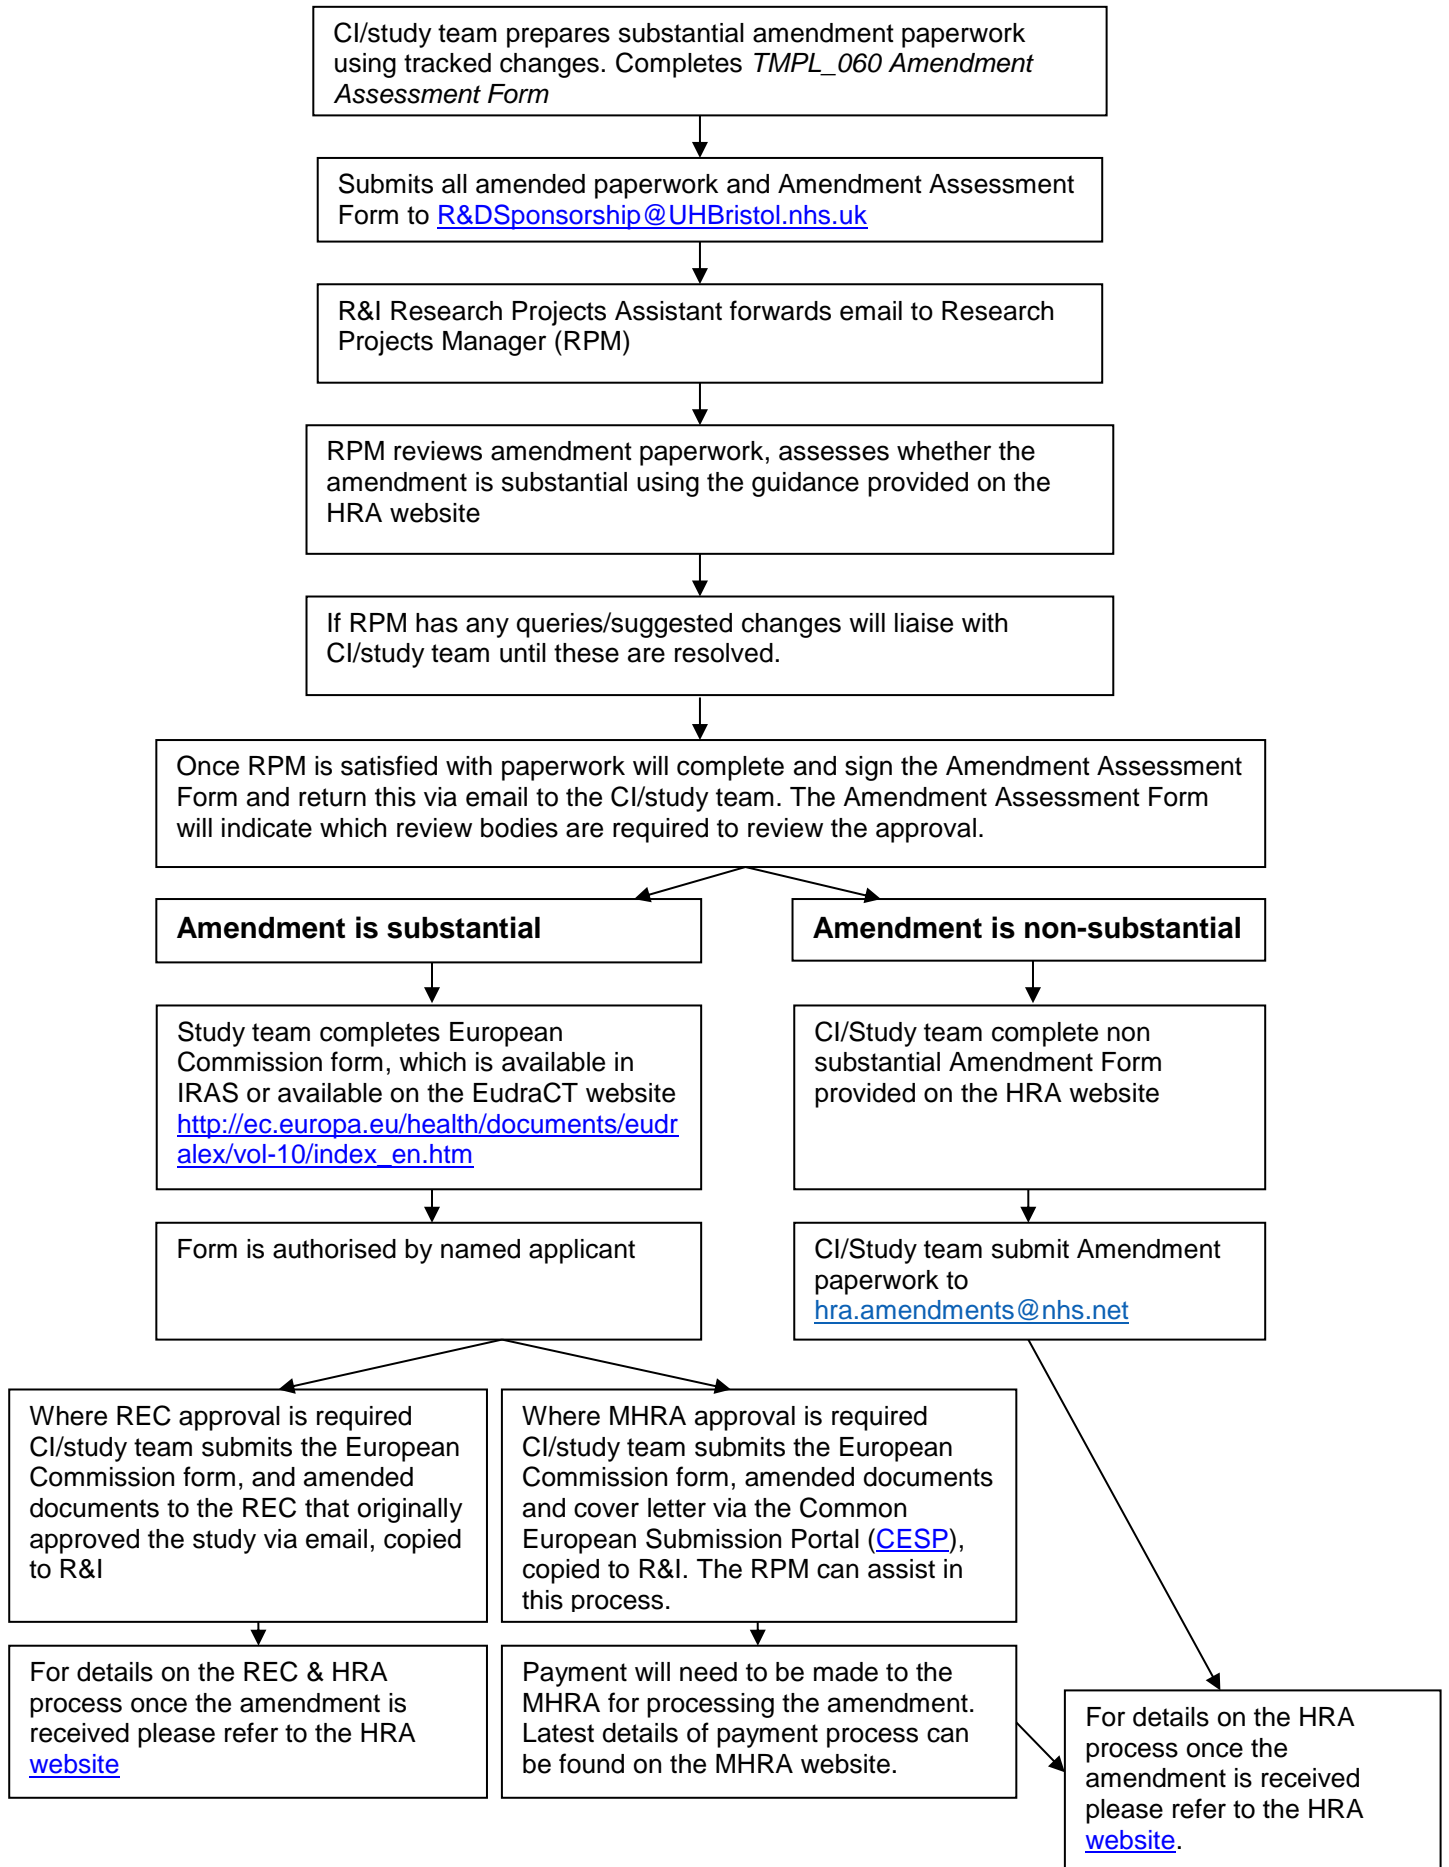 CI/study team prepares substantial amendment paperwork
using tracked changes. Completes TMPL_060 Amendment
Assessment Form
Submits all amended paperwork and Amendment Assessment
Form to R&DSponsorship@UHBristol.nhs.uk
R&I Research Projects Assistant forwards email to Research
Projects Manager (RPM)
RPM reviews amendment paperwork, assesses whether the
amendment is substantial using the guidance provided on the
HRA website
If RPM has any queries/suggested changes will liaise with
CI/study team until these are resolved.
Once RPM is satisfied with paperwork will complete and sign the Amendment Assessment
Form and return this via email to the CI/study team. The Amendment Assessment Form
will indicate which review bodies are required to review the approval.
Amendment is substantial
Amendment is non-substantial
Study team completes European
Commission form, which is available in
IRAS or available on the EudraCT website
http://ec.europa.eu/health/documents/eudr
alex/vol-10/index_en.htm
CI/Study team complete non
substantial Amendment Form
provided on the HRA website
Form is authorised by named applicant
CI/Study team submit Amendment
paperwork to
hra.amendments@nhs.net
Where REC approval is required
CI/study team submits the European
Commission form, and amended
documents to the REC that originally
approved the study via email, copied
to R&I
Where MHRA approval is required
CI/study team submits the European
Commission form, amended documents
and cover letter via the Common
European Submission Portal (CESP),
copied to R&I. The RPM can assist in
this process.
For details on the REC & HRA
process once the amendment is
received please refer to the HRA
website
Payment will need to be made to the
MHRA for processing the amendment.
Latest details of payment process can
be found on the MHRA website.
For details on the HRA
process once the
amendment is received
please refer to the HRA
website.